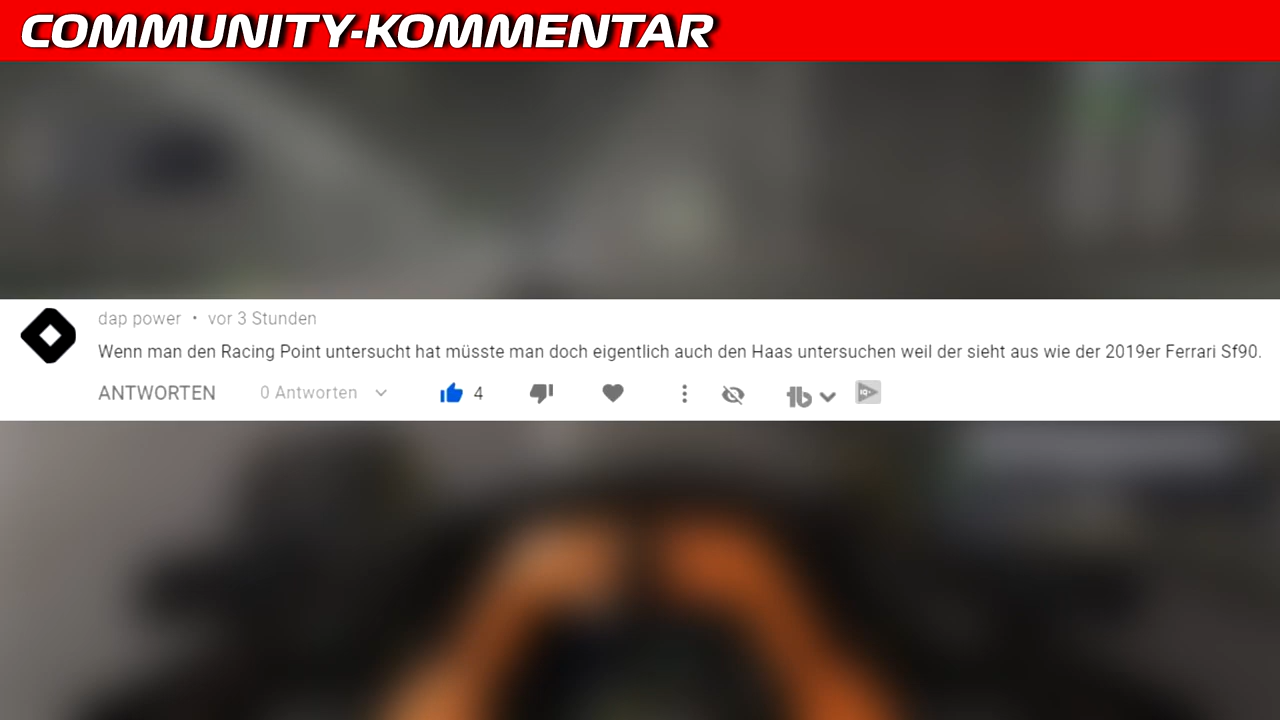 COMMUNITY-KOMMENTAR
dap power • vor 3 Stunden
Wenn man den Racing Point untersucht hat müsste man doch eigentlich auch den Haas untersuchen weil der sieht aus wie der 2019er Ferrari Sf90.
ANTWORTEN 0 Antworten 4